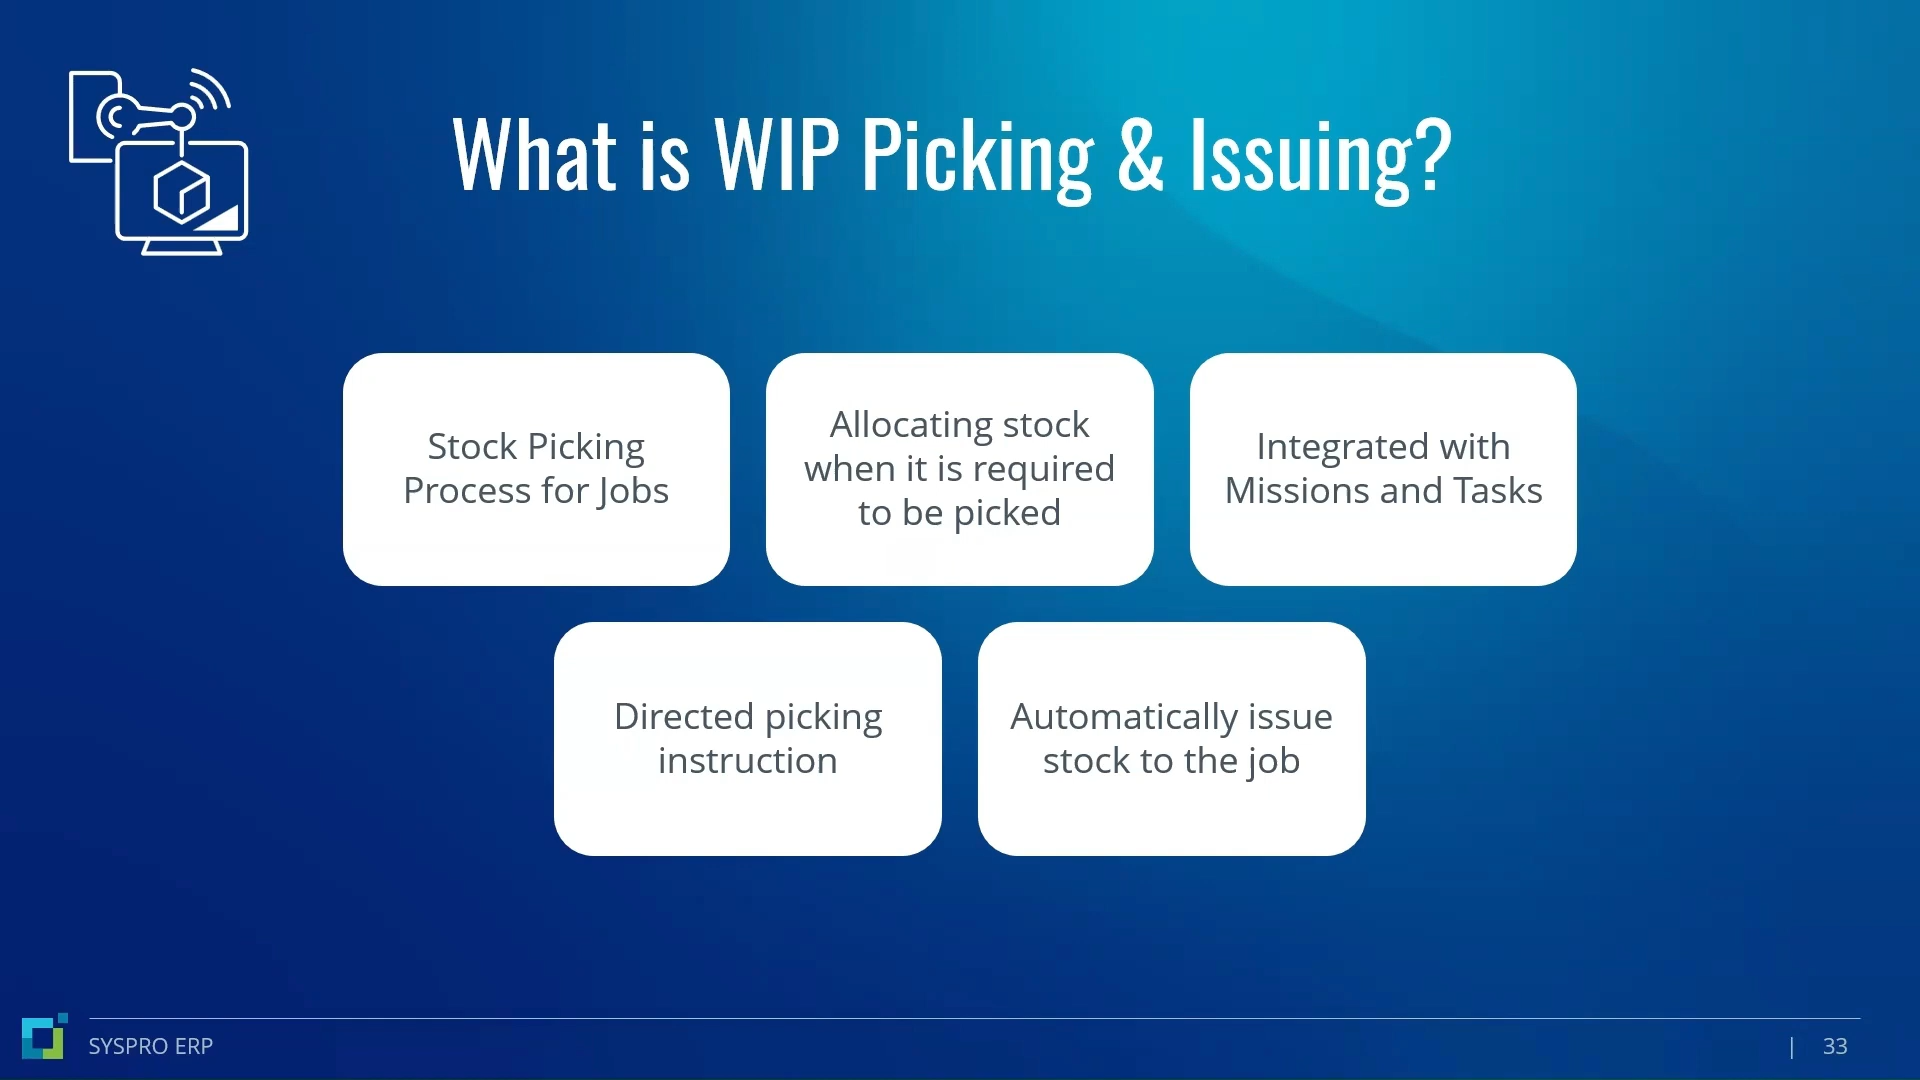 What is WIP Picking & Issuing?
Stock Picking
Process for Jobs
Allocating stock
when it is required
to be picked
Integrated with
Missions and Tasks
Directed picking
instruction
Automatically issue
stock to the job
SYSPRO ERP
| 33